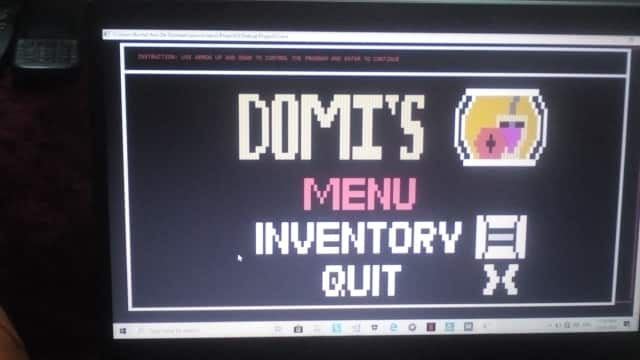 INSTRUCTION: USE ARROW UP AND DOWN TO CONTROL THE PROGRAM AND ENTER TO CONTINUE
DOMI'S
MENU
INVENTORY
QUIT